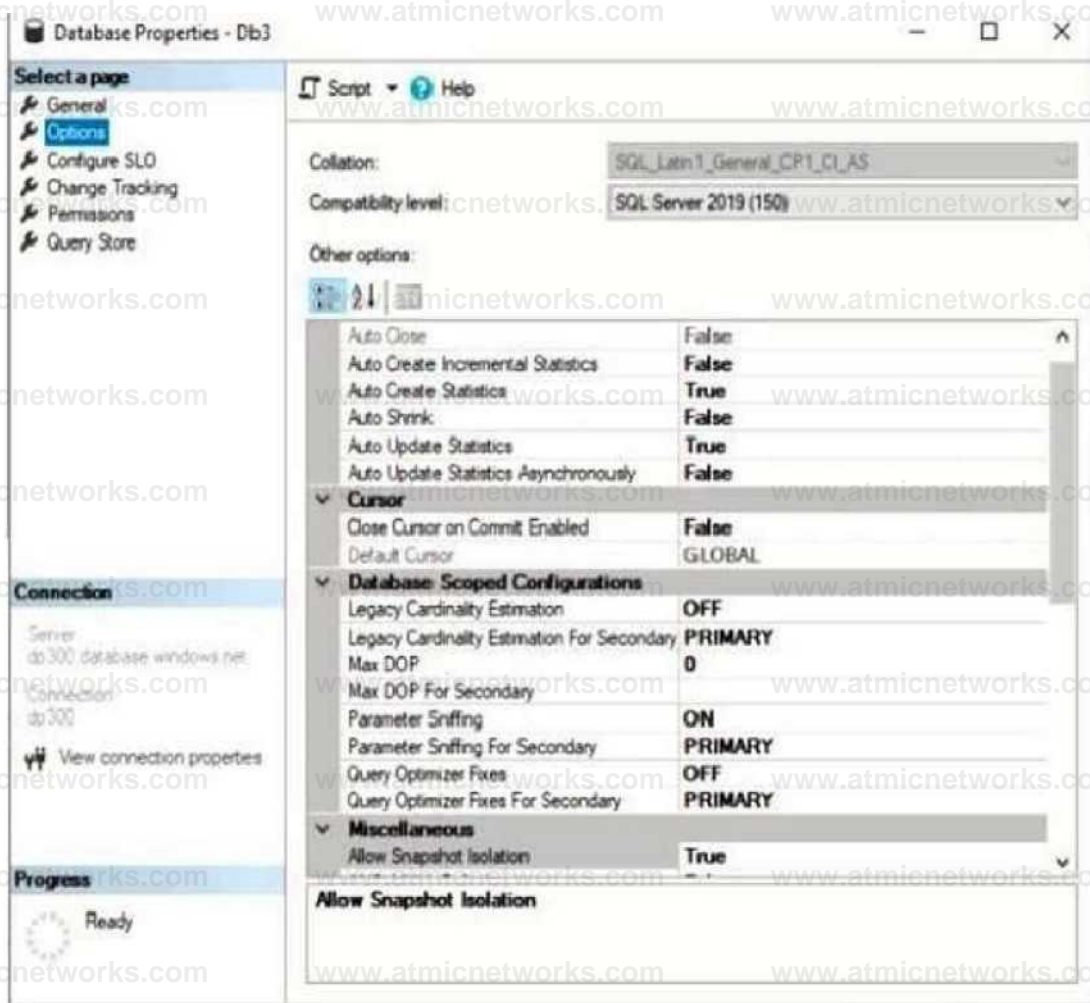 Database Properties - Db3
Select a page
General
Options
Configure SLO
Change Tracking
Permissions
Query Store
Script
Help
Collation:
SQL_Latin1_General_CP1_CI_AS
Compatibility level:
SQL Server 2019 (150)
Other options:
Auto Close False
Auto Create Incremental Statistics False
Auto Create Statistics True
Auto Shrink False
Auto Update Statistics True
Auto Update Statistics Asynchronously False
Cursor
Close Cursor on Commit Enabled False
Default Cursor GLOBAL
Database Scoped Configurations
Legacy Cardinality Estimation OFF
Legacy Cardinality Estimation For Secondary PRIMARY
Max DOP 0
Max DOP For Secondary
Parameter Sniffing ON
Parameter Sniffing For Secondary PRIMARY
Query Optimizer Fixes OFF
Query Optimizer Fixes For Secondary PRIMARY
Miscellaneous
Allow Snapshot Isolation True
Allow Snapshot Isolation
Connection
Server
dp300 database windows net
Connection
dp300
View connection properties
Progress
Ready
www.atmicnetworks.com